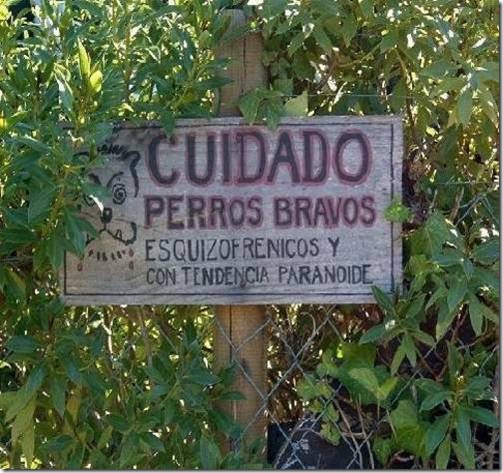 CUIDADO
PERROS BRAVOS
ESQUIZOFRENICOS Y
CON TENDENCIA PARANOIDE